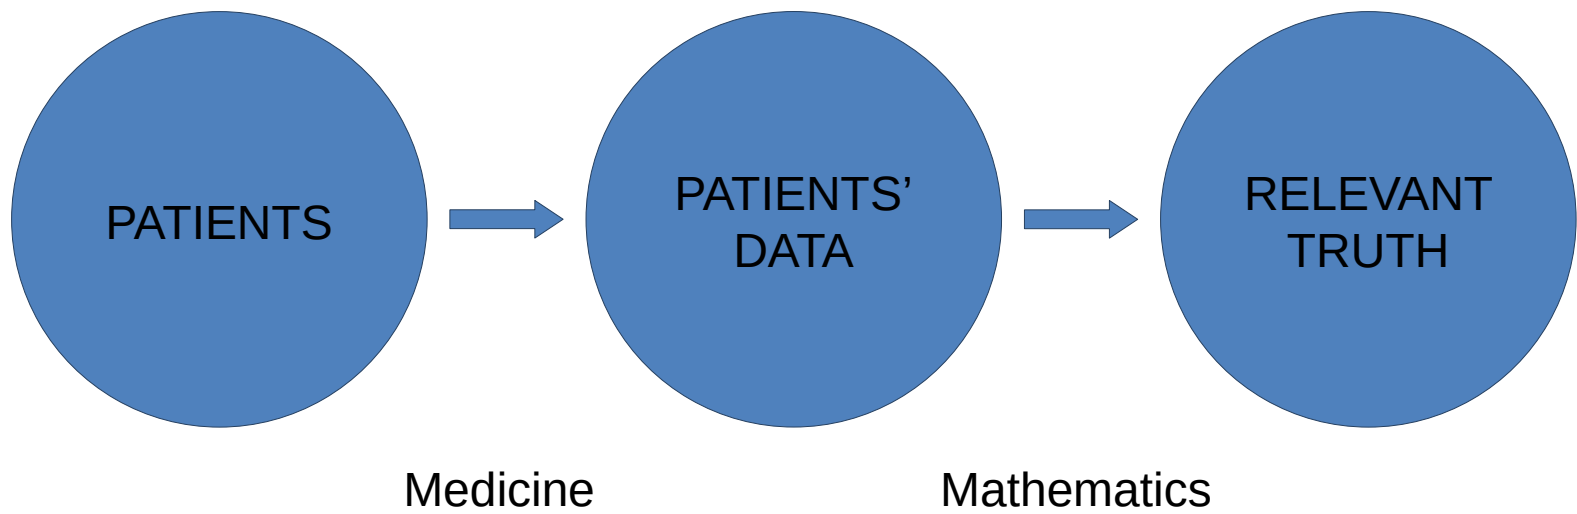 PATIENTS
PATIENTS’
DATA
RELEVANT
TRUTH
Medicine
Mathematics